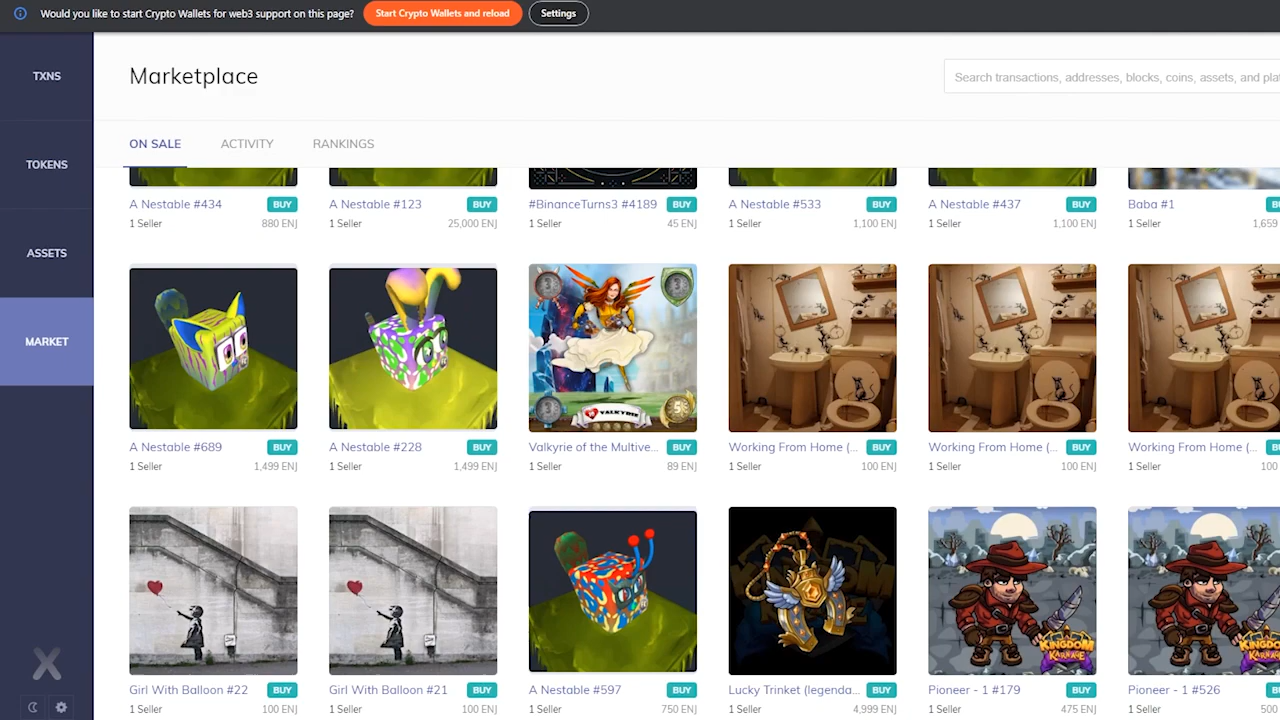 Would you like to start Crypto Wallets for web3 support on this page? Start Crypto Wallets and reload Settings
TXNS
TOKENS
ASSETS
MARKET
Marketplace
Search transactions, addresses, blocks, coins, assets, and pla
ON SALE ACTIVITY RANKINGS
A Nestable #434 BUY A Nestable #123 BUY #BinanceTurns3 #4189 BUY A Nestable #533 BUY A Nestable #437 BUY Baba #1 B
1 Seller 880 ENJ 1 Seller 25,000 ENJ 1 Seller 45 ENJ 1 Seller 1,100 ENJ 1 Seller 1,100 ENJ 1 Seller 1,659
VALKYRIE
A Nestable #689 BUY A Nestable #228 BUY Valkyrie of the Multive... BUY Working From Home (... BUY Working From Home (... BUY Working From Home (... B
1 Seller 1,499 ENJ 1 Seller 1,499 ENJ 1 Seller 89 ENJ 1 Seller 100 ENJ 1 Seller 100 ENJ 1 Seller 100
KINGDOM KARNAGE KINGDOM KARNAG
Girl With Balloon #22 BUY Girl With Balloon #21 BUY A Nestable #597 BUY Lucky Trinket (legenda... BUY Pioneer - 1 #179 BUY Pioneer - 1 #526 B
1 Seller 100 ENJ 1 Seller 100 ENJ 1 Seller 750 ENJ 1 Seller 4,999 ENJ 1 Seller 475 ENJ 1 Seller 500